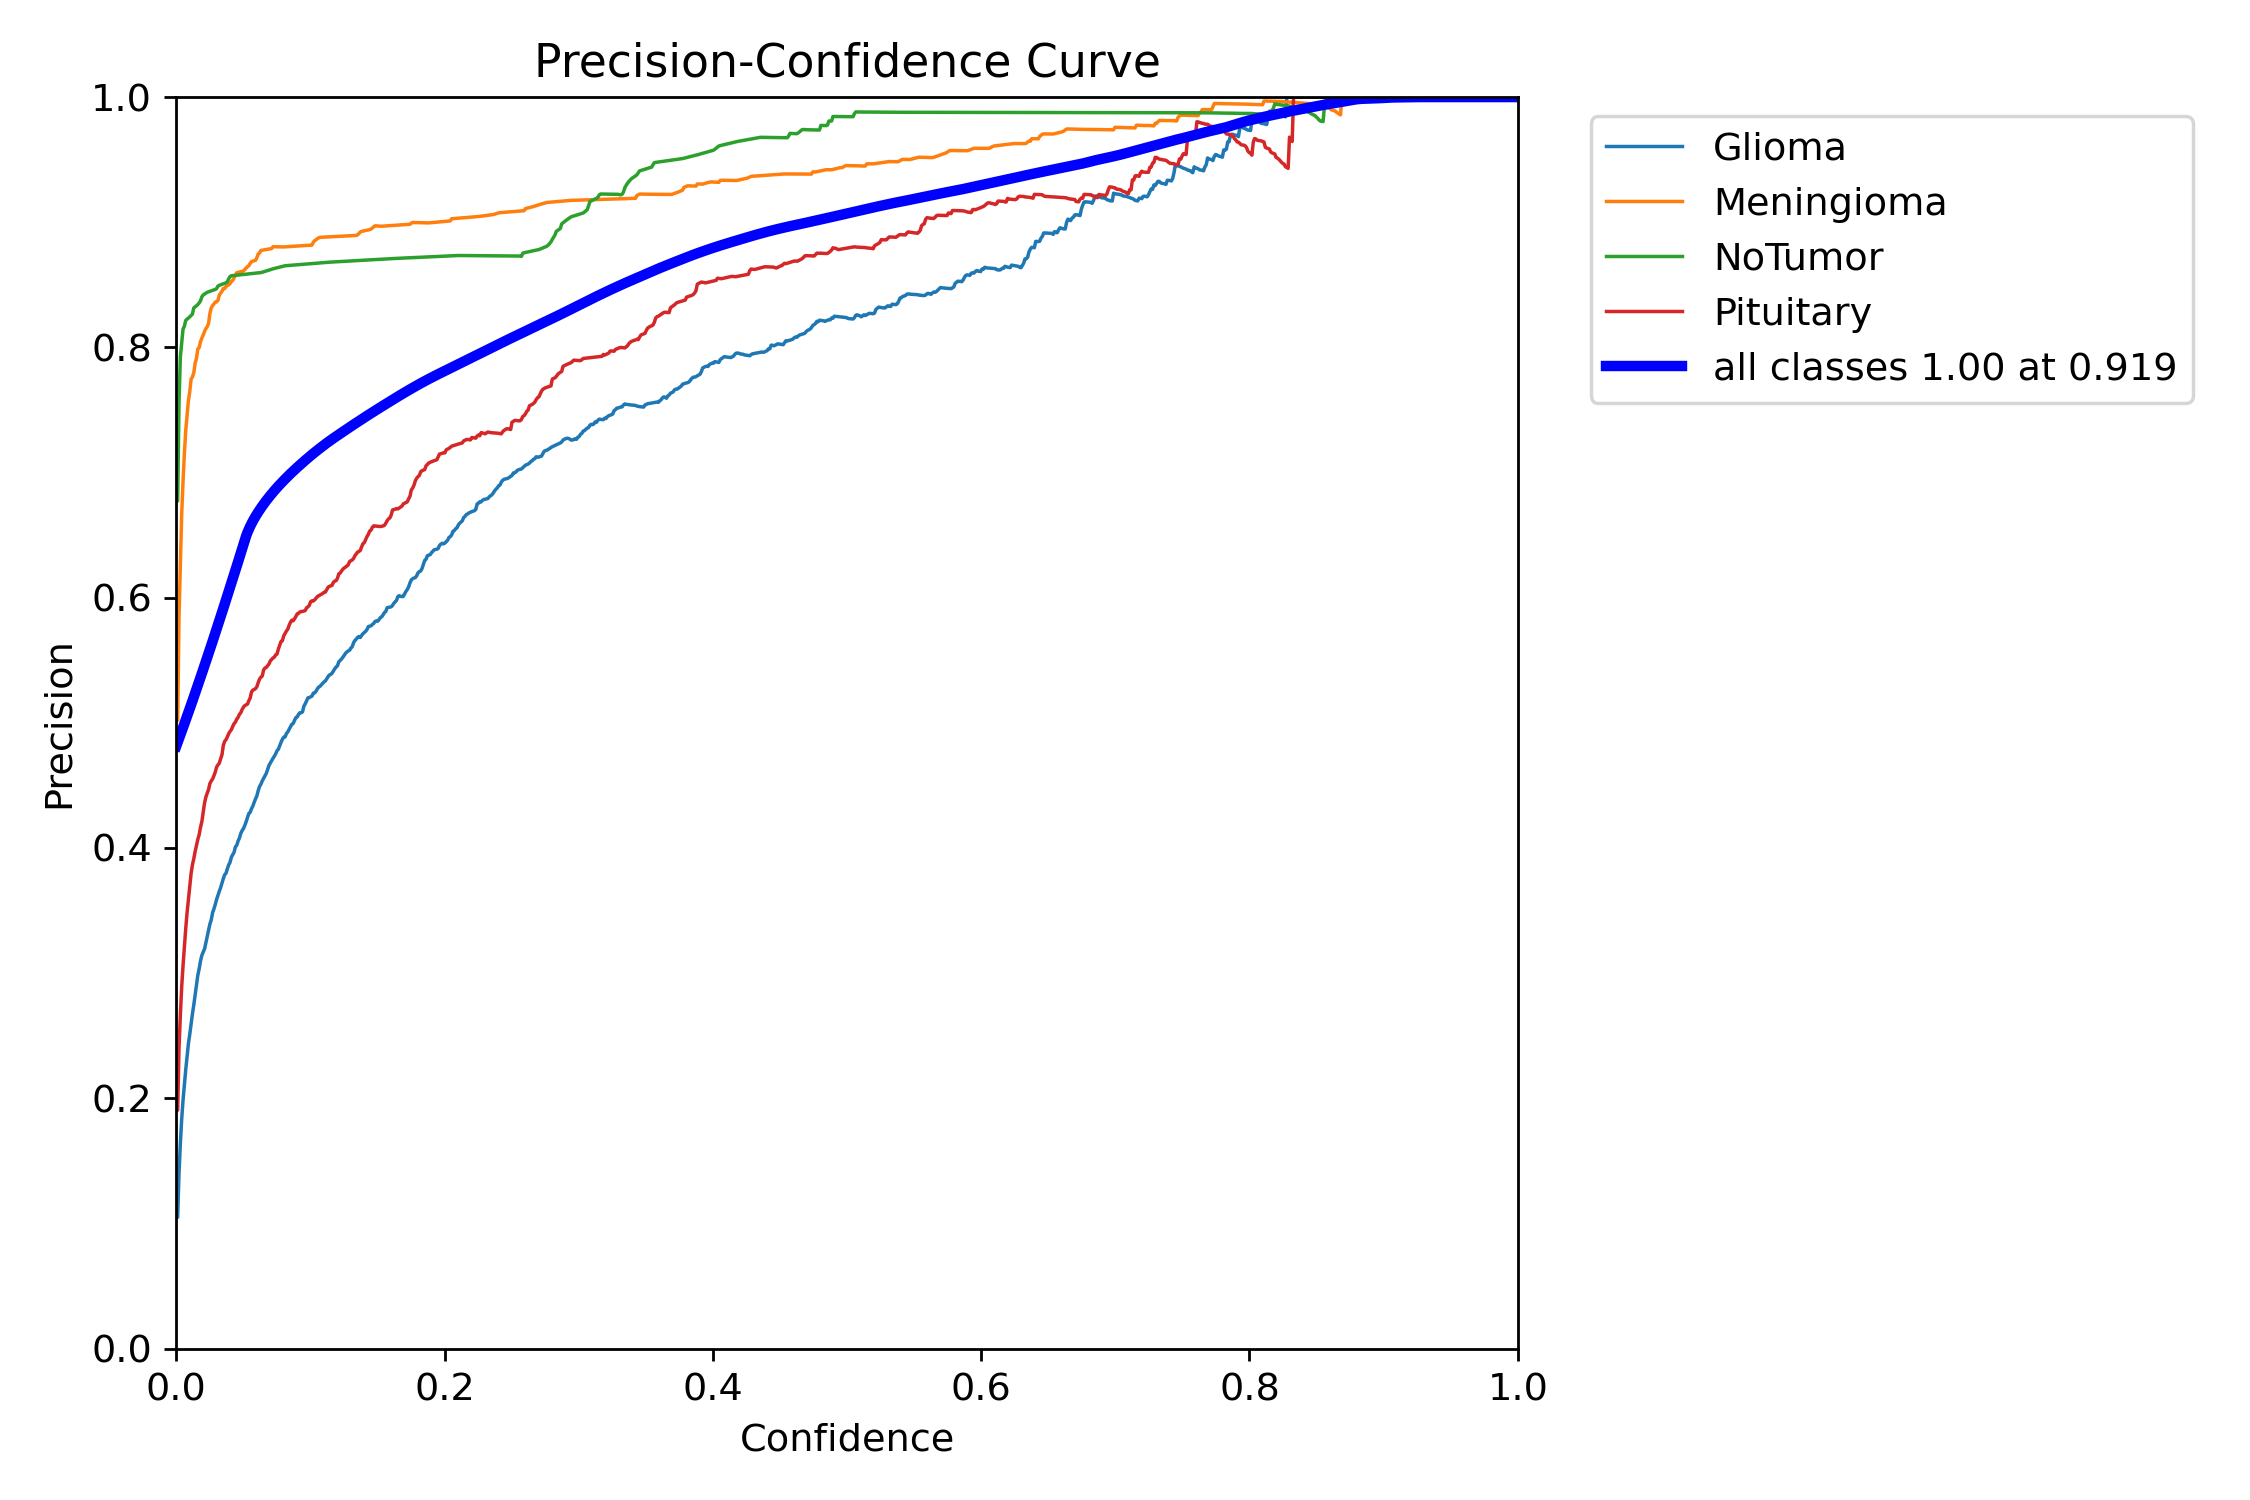 Precision-Confidence Curve
1.0
0.8
0.6
0.4
0.2
0.0
Precision
0.0 0.2 0.4 0.6 0.8 1.0
Confidence
Glioma
Meningioma
NoTumor
Pituitary
all classes 1.00 at 0.919